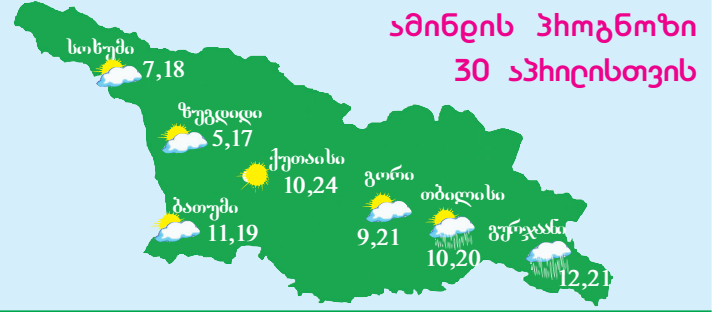 ამინდის პროგნოზი
30 აპრილისთვის
სოხუმი
7,18
ზუგდიდი
5,17
ქუთაისი
10,24
გორი
9,21
თბილისი
10,20
ბათუმი
11,19
გურჯაანი
12,21